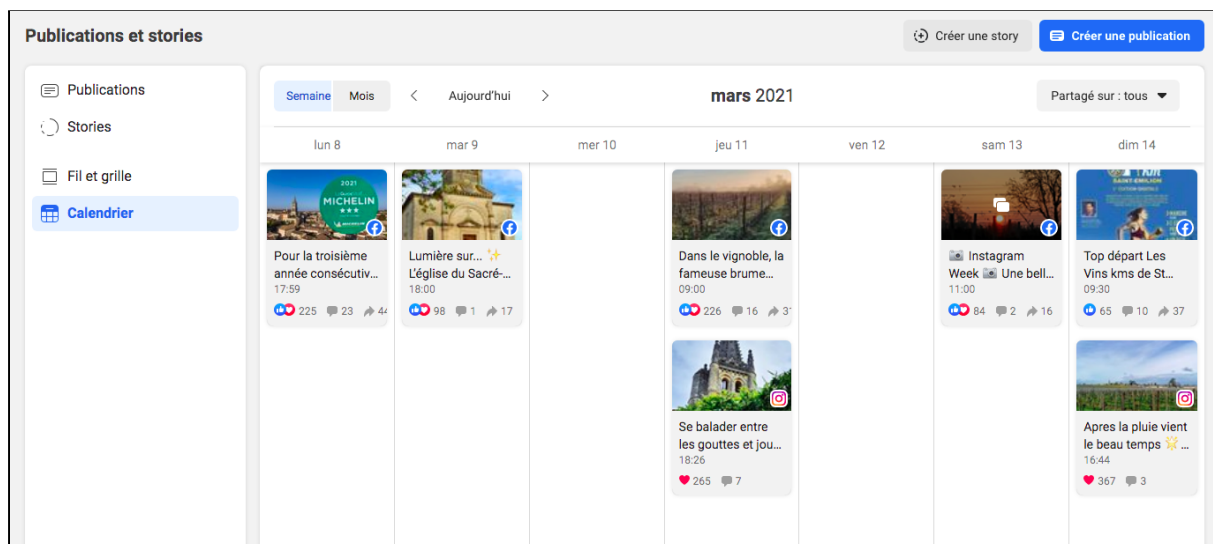 Publications et stories
Créer une story
Créer une publication
Publications
Stories
Fil et grille
Calendrier
Semaine Mois Aujourd'hui
mars 2021
Partagé sur : tous
lun 8 mar 9 mer 10 jeu 11 ven 12 sam 13 dim 14
2021
MICHELIN
Pour la troisième
année consécutiv...
17:59
225 23 44
Lumière sur... ✨
L'église du Sacré-...
18:00
98 1 17
Dans le vignoble, la
fameuse brume...
09:00
226 16 3
Se balader entre
les gouttes et jou...
18:26
265 7
📷 Instagram
Week 📷 Une bell...
11:00
84 2 16
KM
SAINT-EMILION
Top départ Les
Vins kms de St...
09:30
65 10 37
Apres la pluie vient
le beau temps 🌟 ...
16:44
367 3